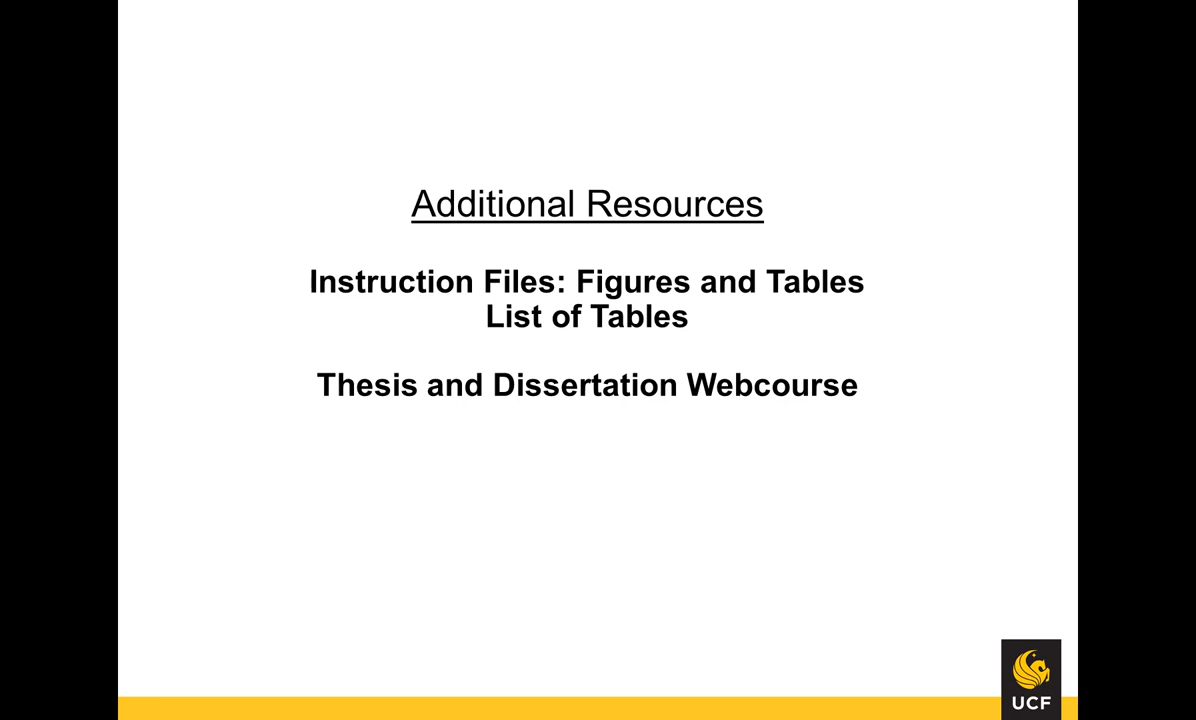 Additional Resources
Instruction Files: Figures and Tables
List of Tables
Thesis and Dissertation Webcourse
UCF